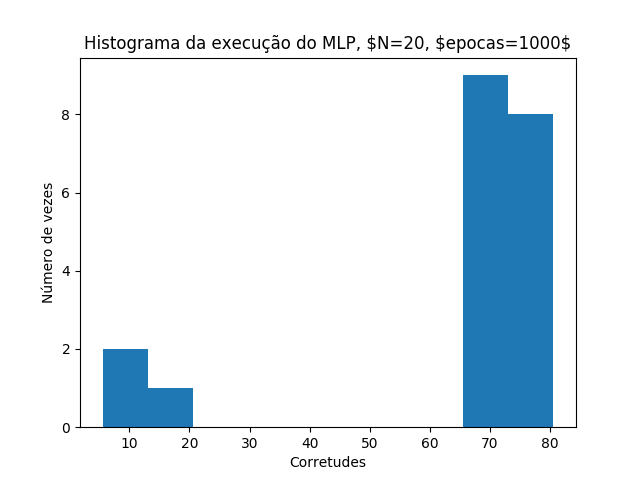 Histograma da execução do MLP, $N=20, $epocas=1000$
8
6
4
2
0
Número de vezes
10 20 30 40 50 60 70 80
Corretudes